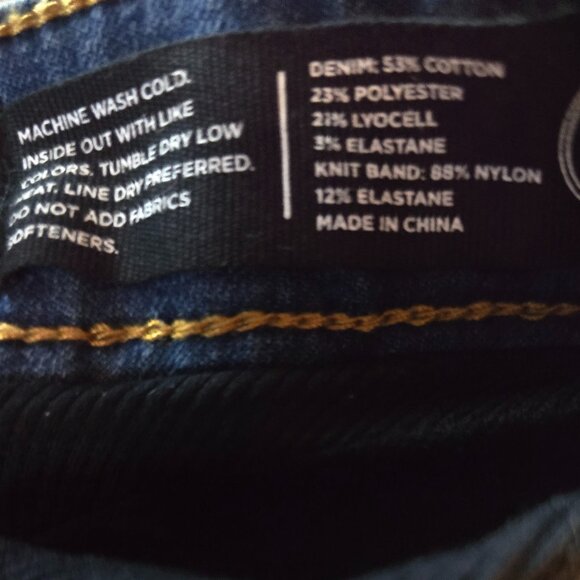 MACHINE WASH COLD.
INSIDE OUT WITH LIKE
COLORS. TUMBLE DRY LOW
HEAT. LINE DRY PREFERRED.
DO NOT ADD FABRICS
SOFTENERS.
DENIM: 53% COTTON
23% POLYESTER
21% LYOCELL
3% ELASTANE
KNIT BAND: 88% NYLON
12% ELASTANE
MADE IN CHINA